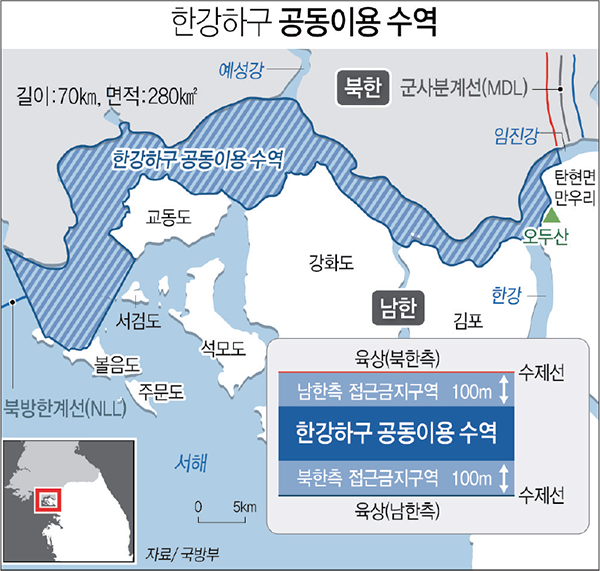 한강하구 공동이용 수역
예성강
북한
군사분계선(MDL)
길이:70㎞, 면적:280㎢
임진강
한강하구 공동이용 수역
탄현면
만우리
교동도
오두산
강화도
한강
남한
김포
서검도
석모도
볼음도
주문도
북방한계선(NLL)
서해
0 5㎞
육상(북한측)
수제선
남한측 접근금지구역 100m
한강하구 공동이용 수역
북한측 접근금지구역 100m
수제선
육상(남한측)
자료/국방부